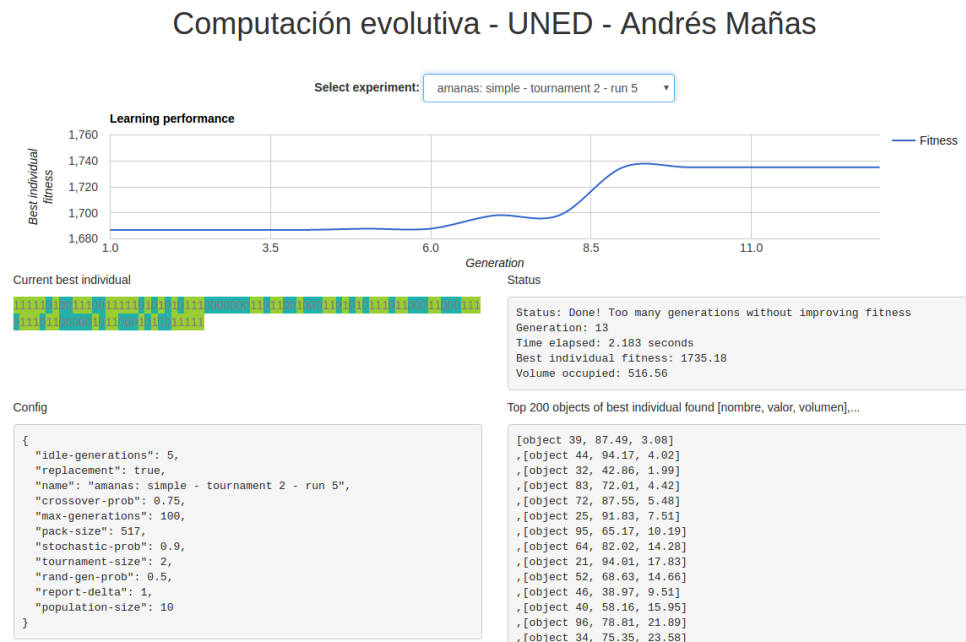 Computación evolutiva - UNED - Andrés Mañas
Select experiment: amanas: simple - tournament 2 - run 5
Learning performance
1,760
1,740
1,720
1,700
1,680
Best individual
fitness
1.0 3.5 6.0 8.5 11.0
Generation
Fitness
Current best individual
Status
Status: Done! Too many generations without improving fitness
Generation: 13
Time elapsed: 2.183 seconds
Best individual fitness: 1735.18
Volume occupied: 516.56
Config
{
"idle-generations": 5,
"replacement": true,
"name": "amanas: simple - tournament 2 - run 5",
"crossover-prob": 0.75,
"max-generations": 100,
"pack-size": 517,
"stochastic-prob": 0.9,
"tournament-size": 2,
"rand-gen-prob": 0.5,
"report-delta": 1,
"population-size": 10
}
Top 200 objects of best individual found [nombre, valor, volumen],...
[object 39, 87.49, 3.08]
,[object 44, 94.17, 4.02]
,[object 32, 42.86, 1.99]
,[object 83, 72.01, 4.42]
,[object 72, 87.55, 5.48]
,[object 25, 91.83, 7.51]
,[object 95, 65.17, 10.19]
,[object 64, 82.02, 14.28]
,[object 21, 94.01, 17.83]
,[object 52, 68.63, 14.66]
,[object 46, 38.97, 9.51]
,[object 40, 58.16, 15.95]
,[object 96, 78.81, 21.89]
,[object 34, 75.35, 23.58]